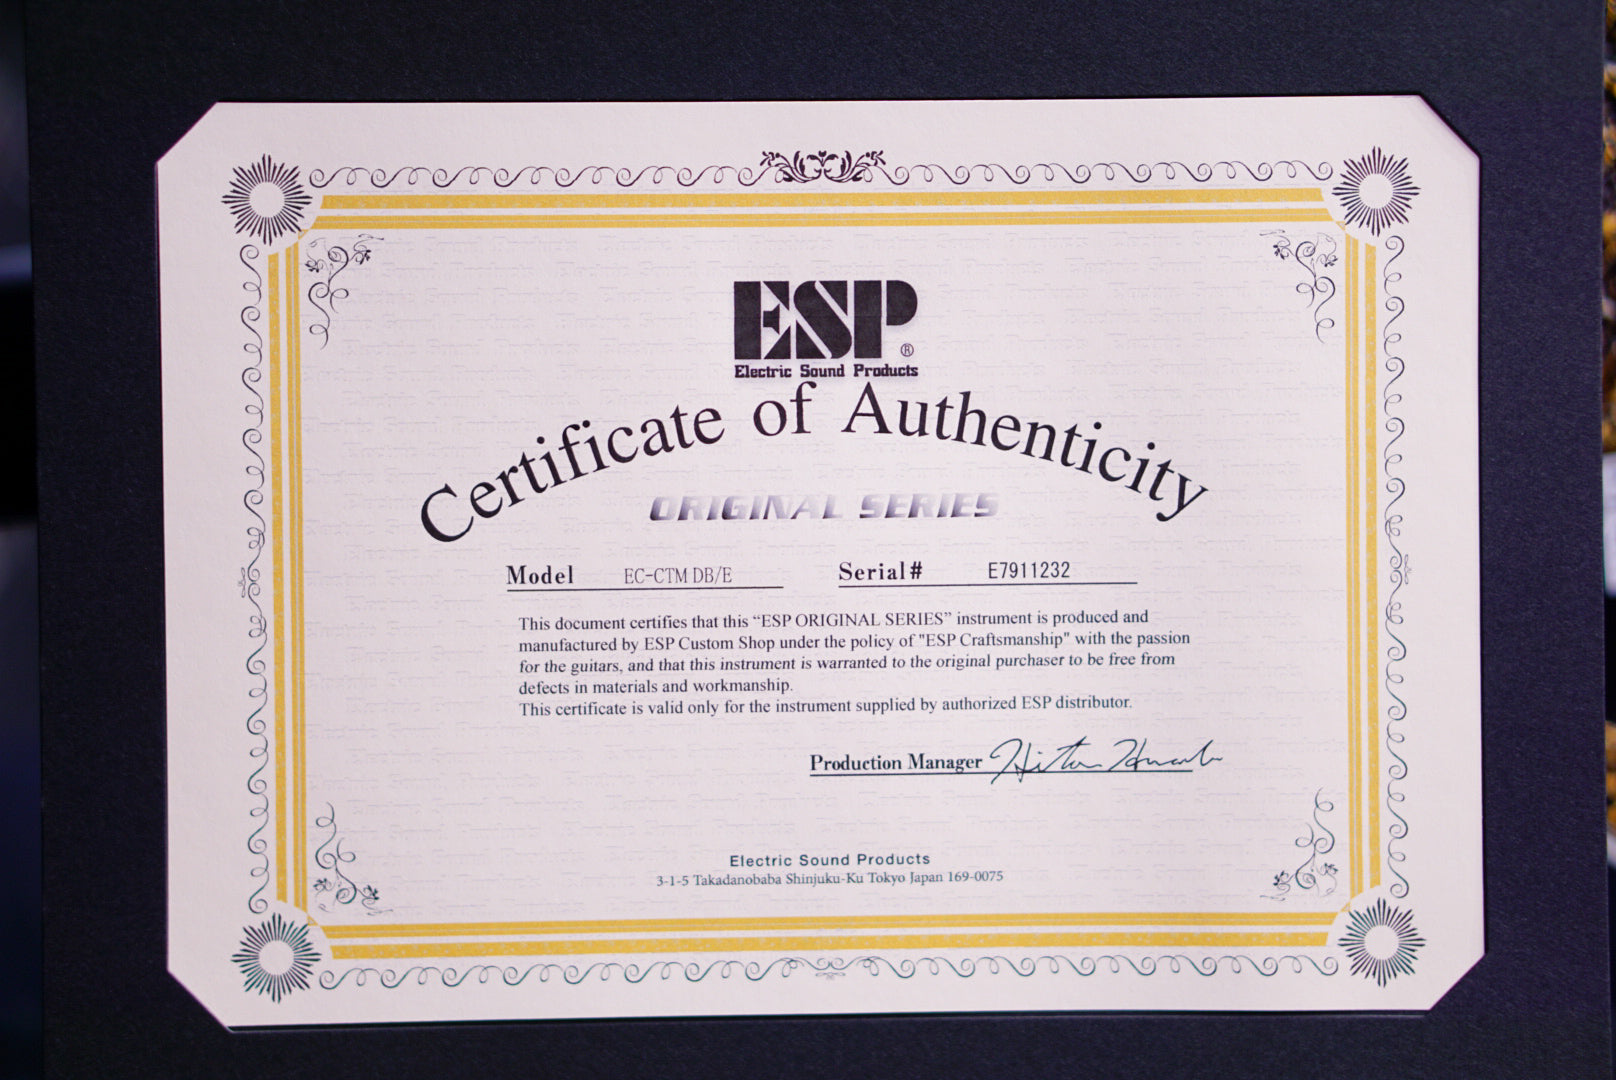 ESP®
Electric Sound Products
Certificate of Authenticity
ORIGINAL SERIES
Model EC-CTM DB/E Serial# E7911232
This document certifies that this “ESP ORIGINAL SERIES” instrument is produced and
manufactured by ESP Custom Shop under the policy of "ESP Craftsmanship" with the passion
for the guitars, and that this instrument is warranted to the original purchaser to be free from
defects in materials and workmanship.
This certificate is valid only for the instrument supplied by authorized ESP distributor.
Production Manager
Electric Sound Products
3-1-5 Takadanobaba Shinjuku-Ku Tokyo Japan 169-0075